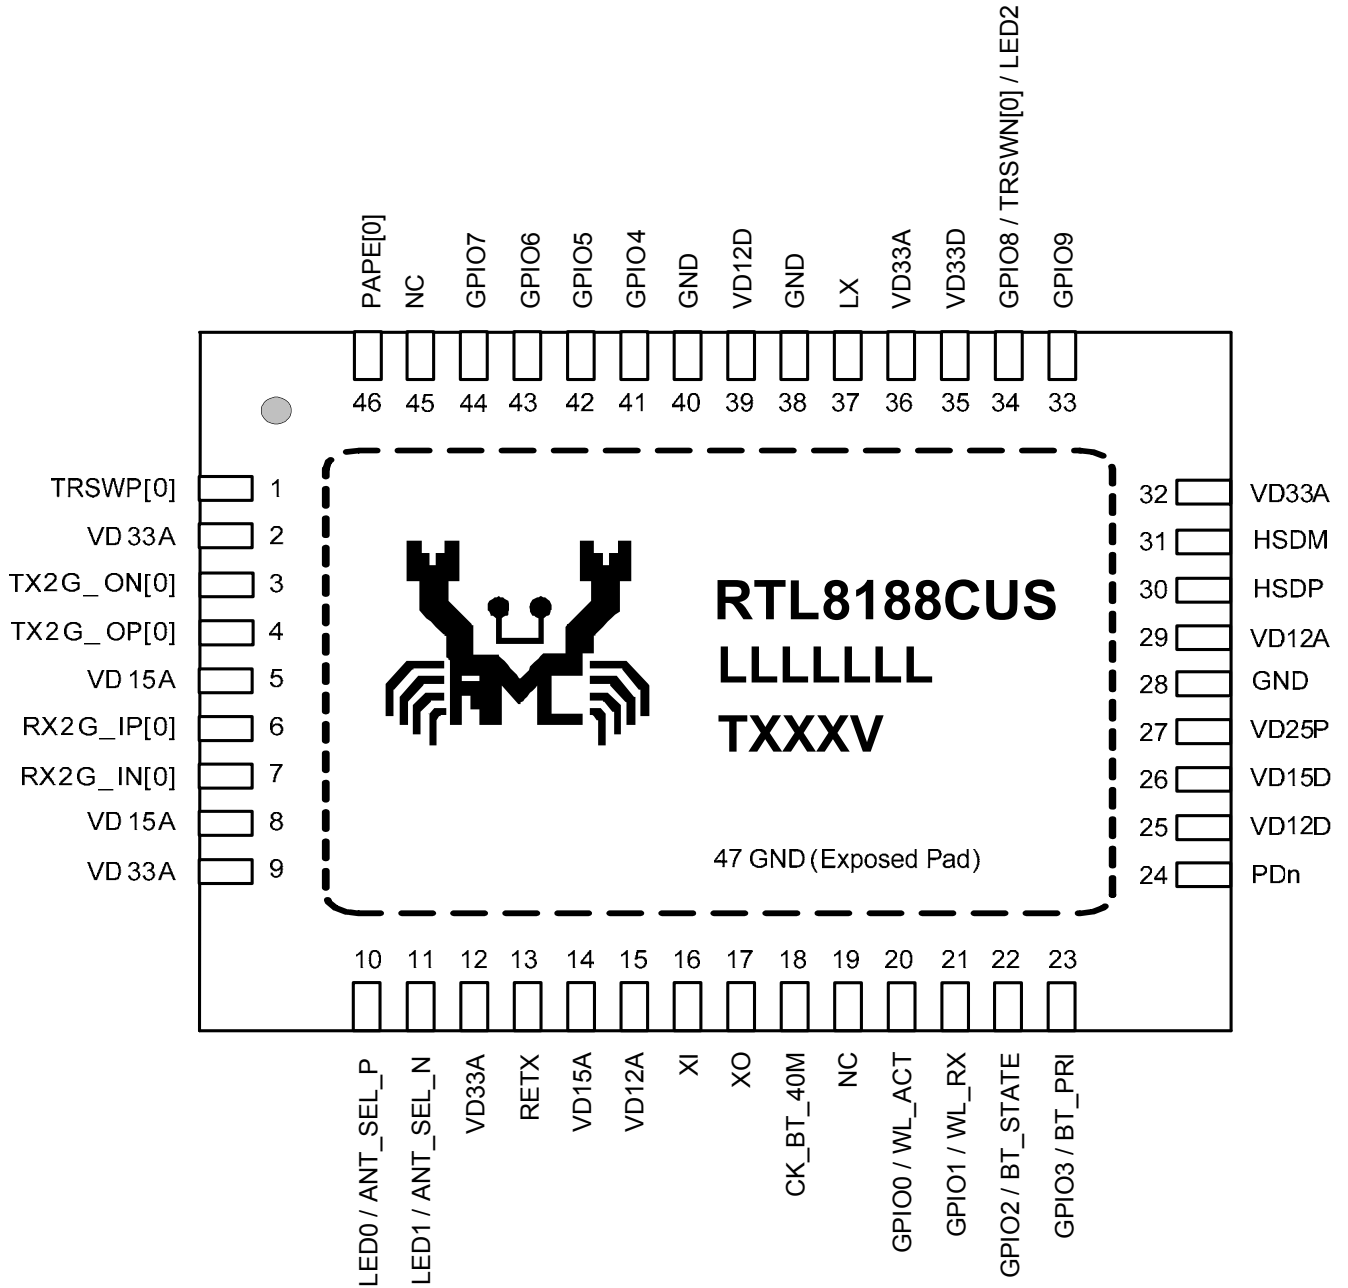 PAPE[0]
NC
GPIO7
GPIO6
GPIO5
GPIO4
GND
VD12D
GND
LX
VD33A
VD33D
GPIO8 / TRSWN[0] / LED2
GPIO9
46 45 44 43 42 41 40 39 38 37 36 35 34 33
TRSWP[0] 1
VD33A 2
TX2G_ON[0] 3
TX2G_OP[0] 4
VD15A 5
RX2G_IP[0] 6
RX2G_IN[0] 7
VD15A 8
VD33A 9
RTL8188CUS
LLLLLLL
TXXXV
47 GND (Exposed Pad)
32 VD33A
31 HSDM
30 HSDP
29 VD12A
28 GND
27 VD25P
26 VD15D
25 VD12D
24 PDn
10 11 12 13 14 15 16 17 18 19 20 21 22 23
LED0 / ANT_SEL_P
LED1 / ANT_SEL_N
VD33A
RETX
VD15A
VD12A
XI
XO
CK_BT_40M
NC
GPIO0 / WL_ACT
GPIO1 / WL_RX
GPIO2 / BT_STATE
GPIO3 / BT_PRI